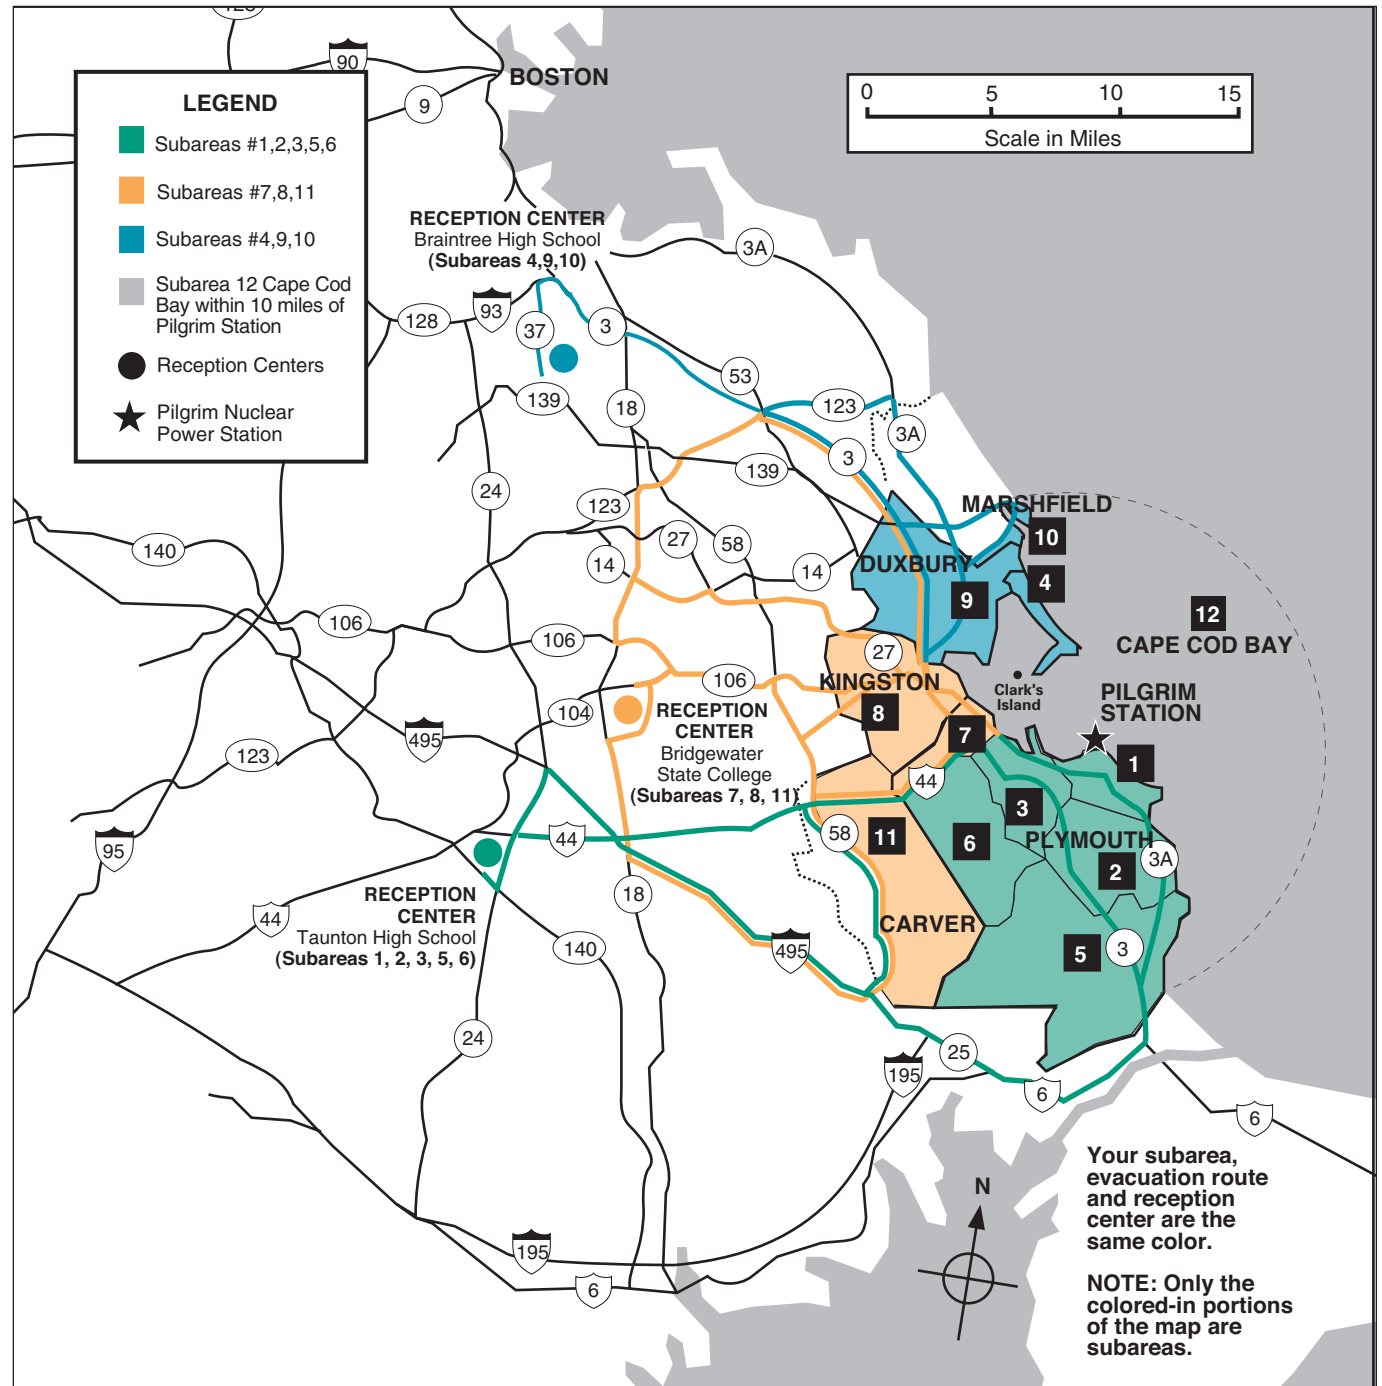 BOSTON
90
9
LEGEND
Subareas #1,2,3,5,6
Subareas #7,8,11
Subareas #4,9,10
Subarea 12 Cape Cod
Bay within 10 miles of
Pilgrim Station
Reception Centers
Pilgrim Nuclear
Power Station
0 5 10 15
Scale in Miles
RECEPTION CENTER
Braintree High School
(Subareas 4,9,10)
3A
128
93
37
3
53
139
18
123
3A
3
139
24
123
27
58
14
14
140
106
106
MARSHFIELD
10
DUXBURY
4
9
12
CAPE COD BAY
27
KINGSTON
8
106
104
495
123
RECEPTION
CENTER
Bridgewater
State College
(Subareas 7, 8, 11)
Clark's
Island
PILGRIM
STATION
7
1
44
3
PLYMOUTH
6
2
3A
11
58
44
95
CARVER
5
3
RECEPTION
CENTER
Taunton High School
(Subareas 1, 2, 3, 5, 6)
44
18
140
495
24
25
195
6
6
195
6
N
Your subarea,
evacuation route
and reception
center are the
same color.
NOTE: Only the
colored-in portions
of the map are
subareas.